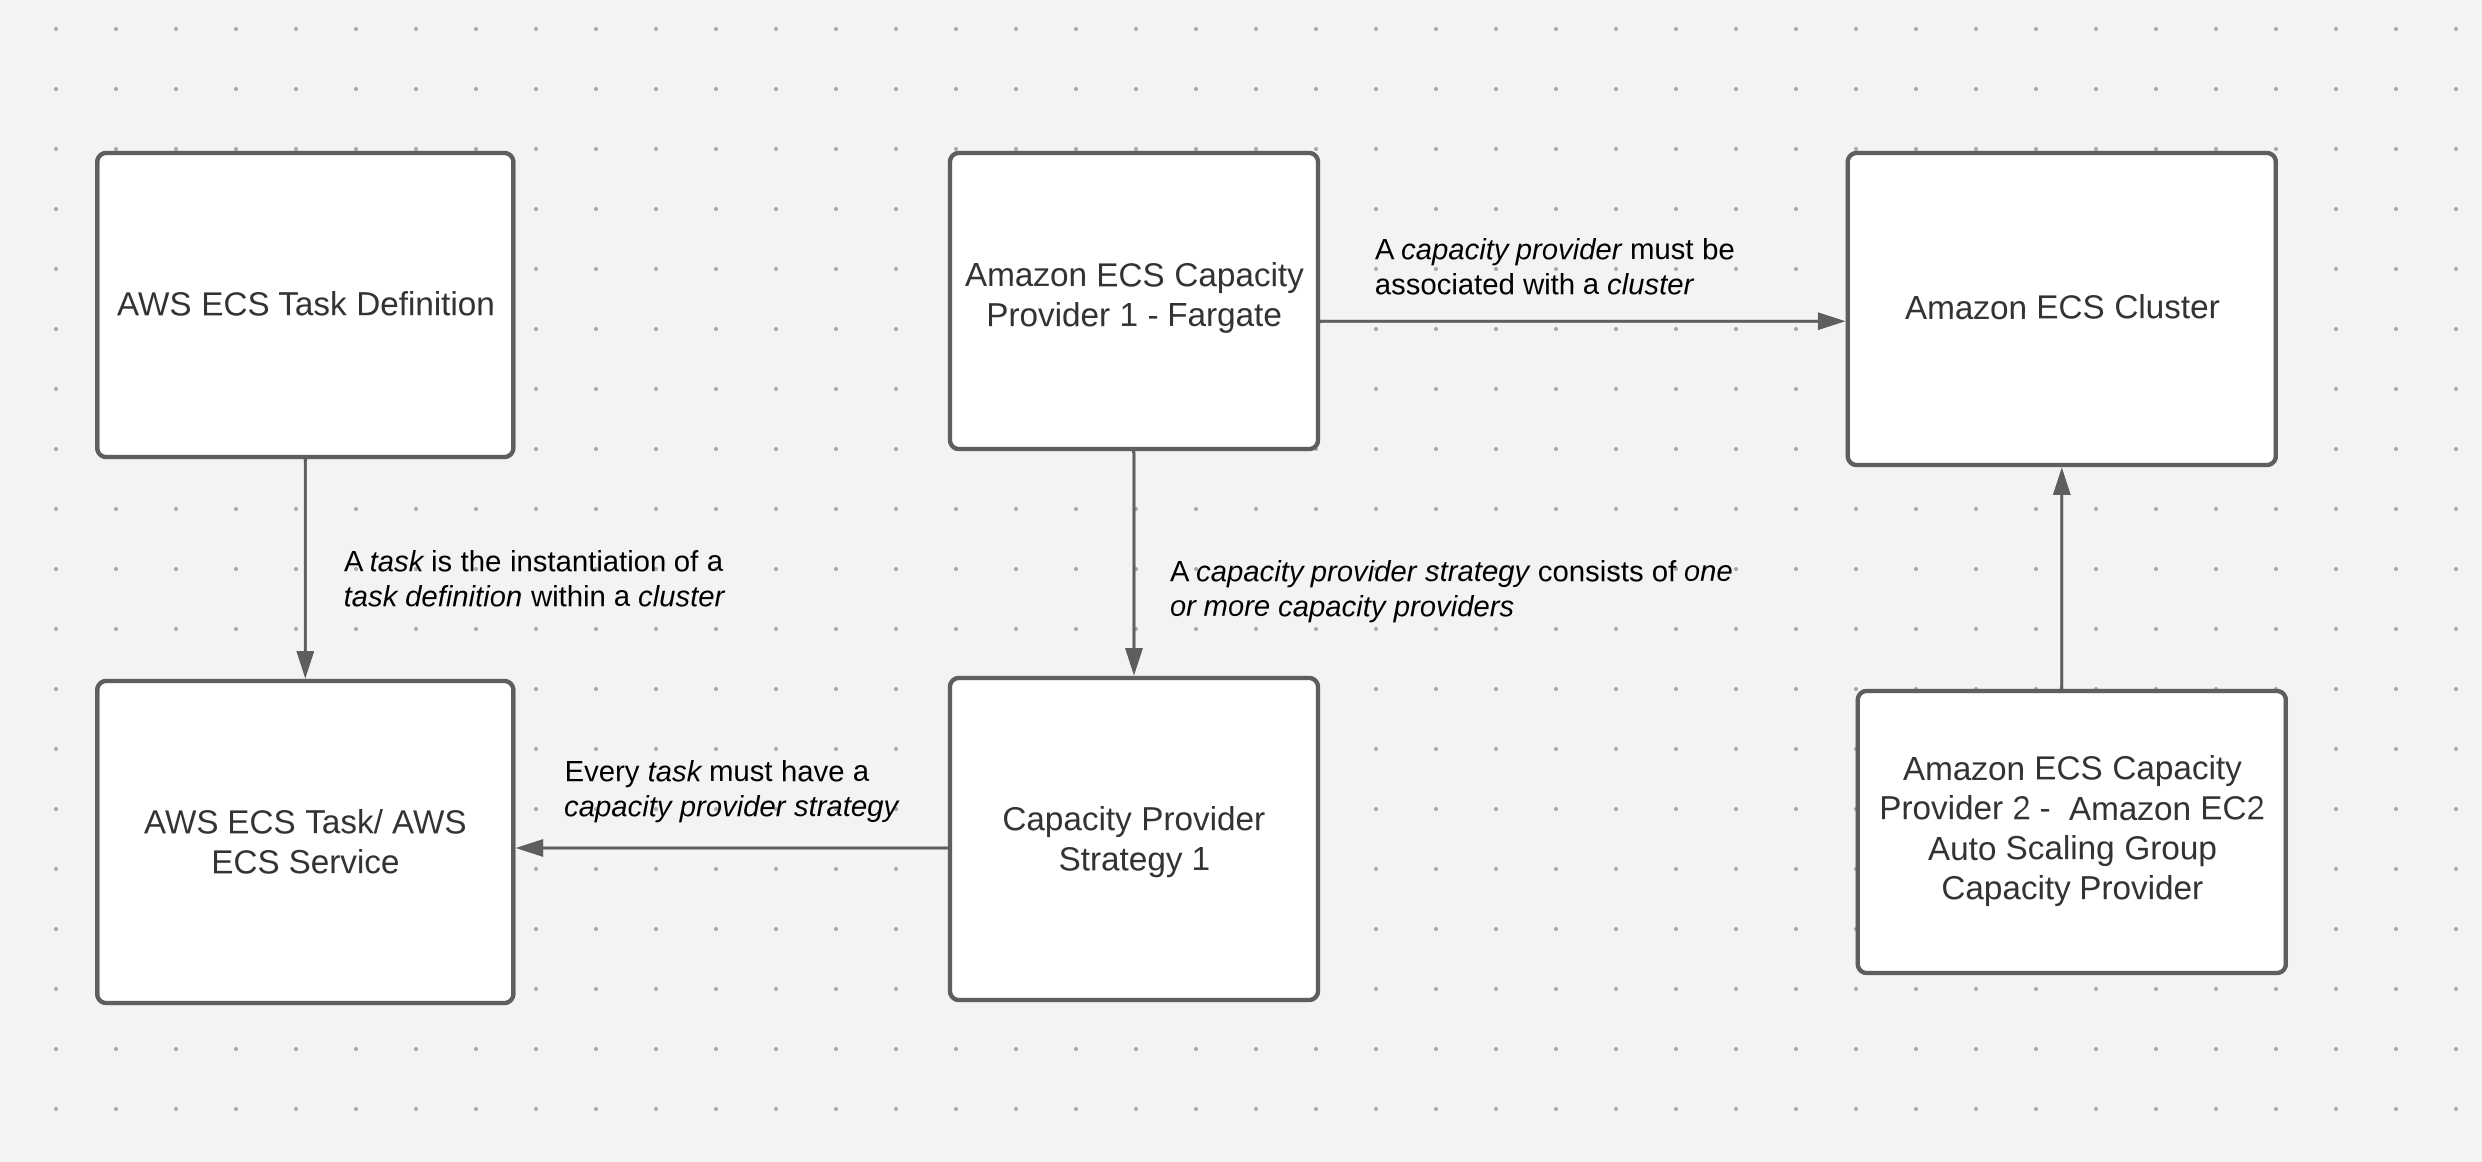 AWS ECS Task Definition
Amazon ECS Capacity
Provider 1 - Fargate
A capacity provider must be
associated with a cluster
Amazon ECS Cluster
A task is the instantiation of a
task definition within a cluster
A capacity provider strategy consists of one
or more capacity providers
AWS ECS Task/ AWS
ECS Service
Every task must have a
capacity provider strategy
Capacity Provider
Strategy 1
Amazon ECS Capacity
Provider 2 - Amazon EC2
Auto Scaling Group
Capacity Provider